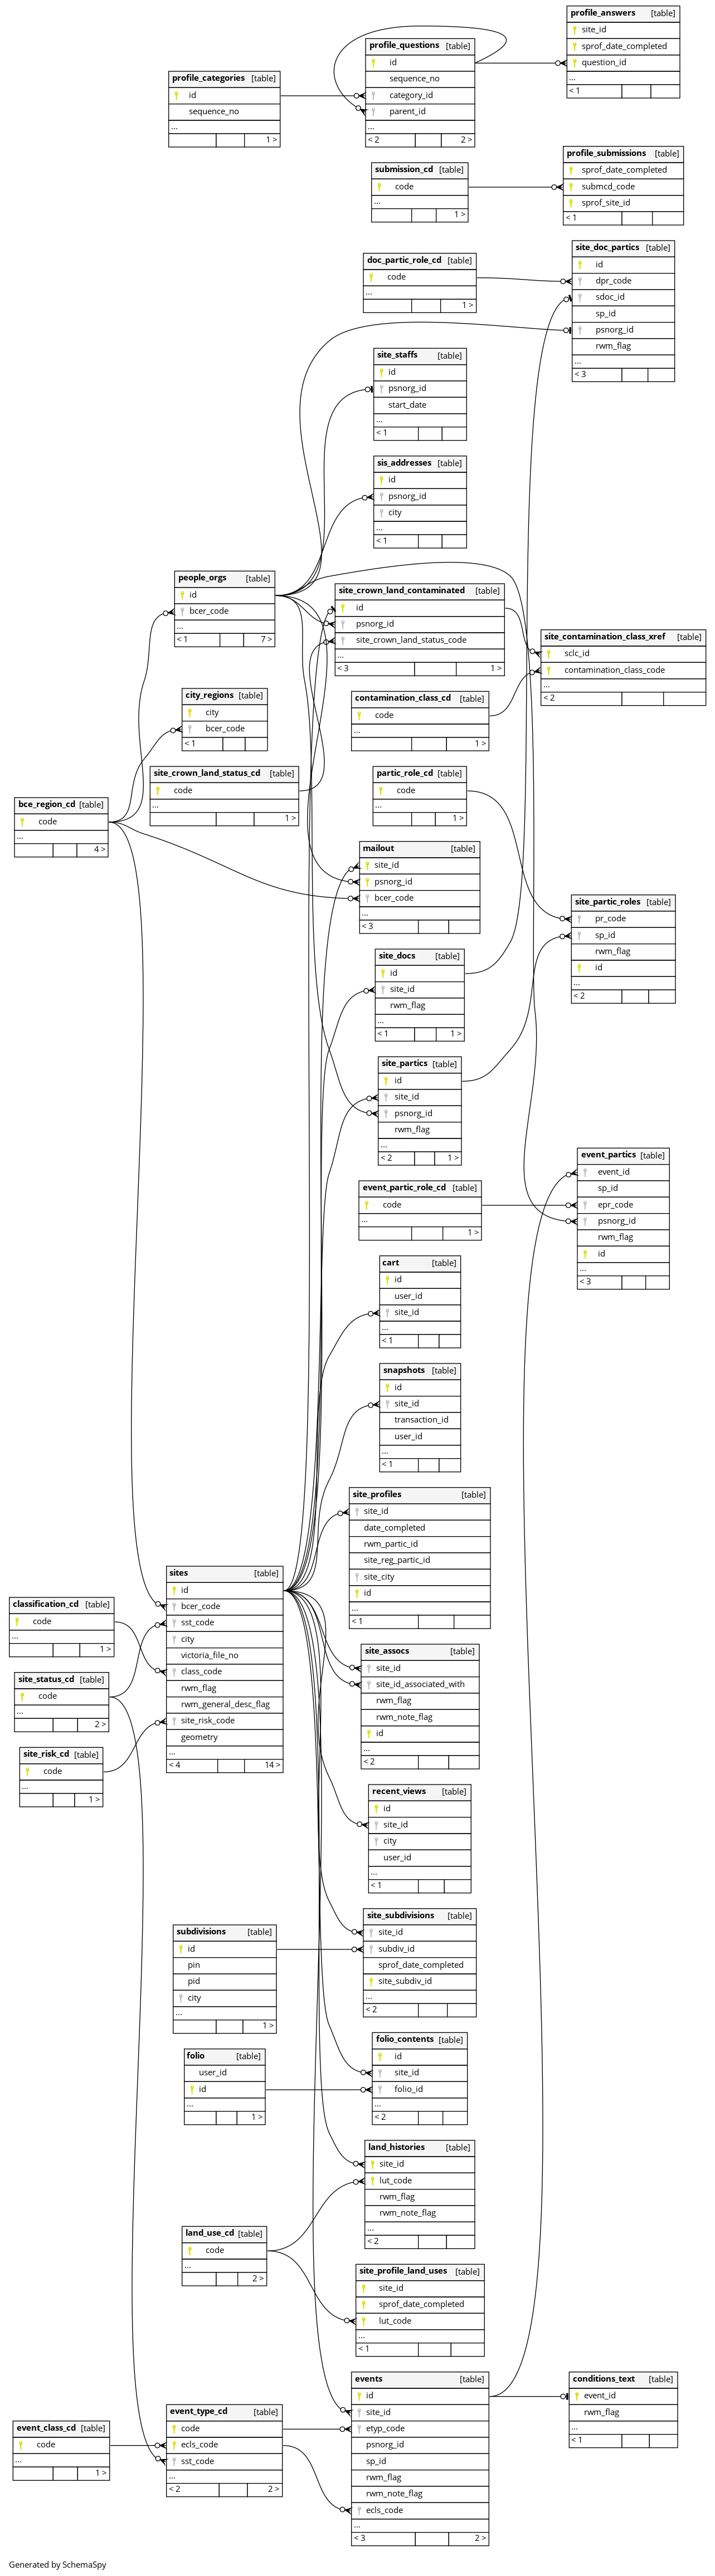 profile_answers [table]
site_id
sprof_date_completed
question_id
...
< 1
profile_questions [table]
id
sequence_no
category_id
parent_id
...
< 2 2 >
profile_categories [table]
id
sequence_no
...
1 >
profile_submissions [table]
sprof_date_completed
submcd_code
sprof_site_id
< 1
submission_cd [table]
code
...
1 >
site_doc_partics [table]
id
dpr_code
sdoc_id
sp_id
psnorg_id
rwm_flag
...
< 3
doc_partic_role_cd [table]
code
...
1 >
site_staffs [table]
id
psnorg_id
start_date
...
< 1
sis_addresses [table]
id
psnorg_id
city
...
< 1
people_orgs [table]
id
bcer_code
...
< 1 7 >
site_crown_land_contaminated [table]
id
psnorg_id
site_crown_land_status_code
...
< 3 1 >
site_contamination_class_xref [table]
sclc_id
contamination_class_code
...
< 2
city_regions [table]
city
bcer_code
< 1
contamination_class_cd [table]
code
...
1 >
site_crown_land_status_cd [table]
code
...
1 >
partic_role_cd [table]
code
...
1 >
bce_region_cd [table]
code
...
4 >
mailout [table]
site_id
psnorg_id
bcer_code
...
< 3
site_partic_roles [table]
pr_code
sp_id
rwm_flag
id
...
< 2
site_docs [table]
id
site_id
rwm_flag
...
< 1 1 >
site_partics [table]
id
site_id
psnorg_id
rwm_flag
...
< 2 1 >
event_partics [table]
event_id
sp_id
epr_code
psnorg_id
rwm_flag
id
...
< 3
event_partic_role_cd [table]
code
...
1 >
cart [table]
id
user_id
site_id
...
< 1
snapshots [table]
id
site_id
transaction_id
user_id
...
< 1
site_profiles [table]
site_id
date_completed
rwm_partic_id
site_reg_partic_id
site_city
id
...
< 1
sites [table]
id
bcer_code
sst_code
city
victoria_file_no
class_code
rwm_flag
rwm_general_desc_flag
site_risk_code
geometry
...
< 4 14 >
classification_cd [table]
code
...
1 >
site_status_cd [table]
code
...
2 >
site_risk_cd [table]
code
...
1 >
site_assocs [table]
site_id
site_id_associated_with
rwm_flag
rwm_note_flag
id
...
< 2
recent_views [table]
id
site_id
city
user_id
...
< 1
site_subdivisions [table]
site_id
subdiv_id
sprof_date_completed
site_subdiv_id
...
< 2
subdivisions [table]
id
pin
pid
city
...
1 >
folio_contents [table]
id
site_id
folio_id
...
< 2
folio [table]
user_id
id
...
1 >
land_histories [table]
site_id
lut_code
rwm_flag
rwm_note_flag
...
< 2
land_use_cd [table]
code
...
2 >
site_profile_land_uses [table]
site_id
sprof_date_completed
lut_code
...
< 1
events [table]
id
site_id
etyp_code
psnorg_id
sp_id
rwm_flag
rwm_note_flag
ecls_code
...
< 3 2 >
conditions_text [table]
event_id
rwm_flag
...
< 1
event_type_cd [table]
code
ecls_code
sst_code
...
< 2 2 >
event_class_cd [table]
code
...
1 >
Generated by SchemaSpy